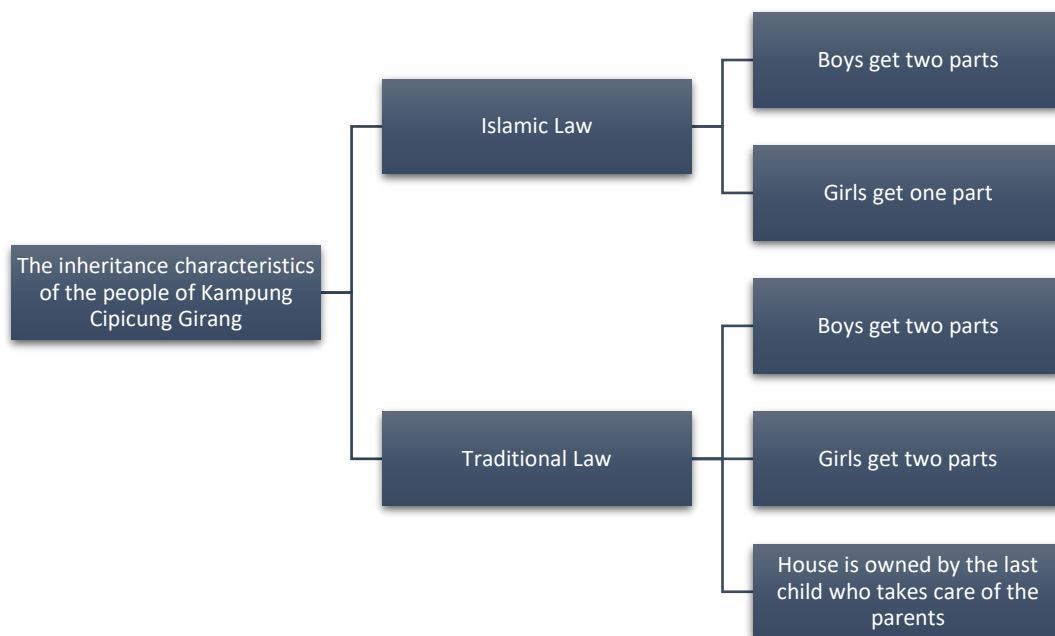 The inheritance characteristics
of the people of Kampung
Cipicung Girang
Islamic Law
Boys get two parts
Girls get one part
Traditional Law
Boys get two parts
Girls get two parts
House is owned by the last
child who takes care of the
parents